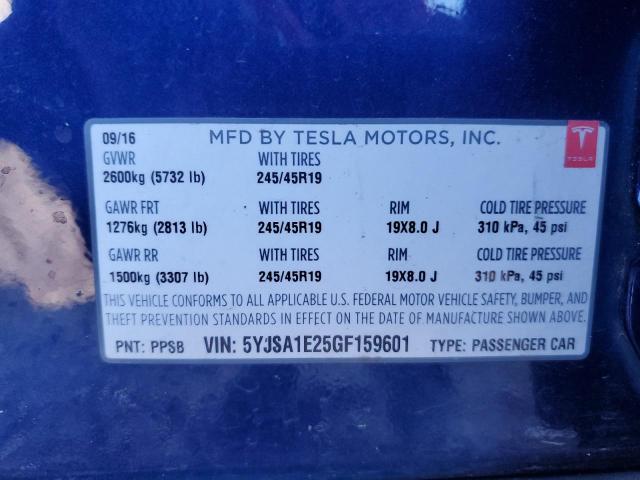 09/16 MFD BY TESLA MOTORS, INC.
TESLA
GVWR WITH TIRES
2600kg (5732 lb) 245/45R19
GAWR FRT WITH TIRES RIM COLD TIRE PRESSURE
1276kg (2813 lb) 245/45R19 19X8.0 J 310 kPa, 45 psi
GAWR RR WITH TIRES RIM COLD TIRE PRESSURE
1500kg (3307 lb) 245/45R19 19X8.0 J 310 kPa, 45 psi
THIS VEHICLE CONFORMS TO ALL APPLICABLE U.S. FEDERAL MOTOR VEHICLE SAFETY, BUMPER, AND
THEFT PREVENTION STANDARDS IN EFFECT ON THE DATE OF MANUFACTURE SHOWN ABOVE.
PNT: PPSB VIN: 5YJSA1E25GF159601 TYPE: PASSENGER CAR